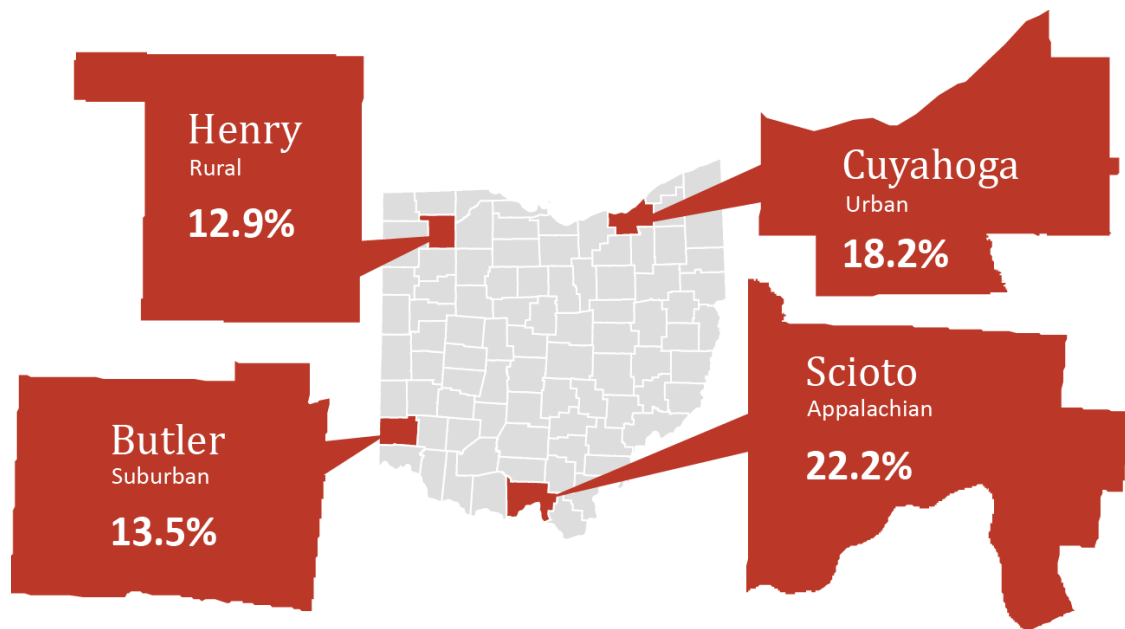 Henry
Rural
12.9%
Cuyahoga
Urban
18.2%
Butler
Suburban
13.5%
Scioto
Appalachian
22.2%